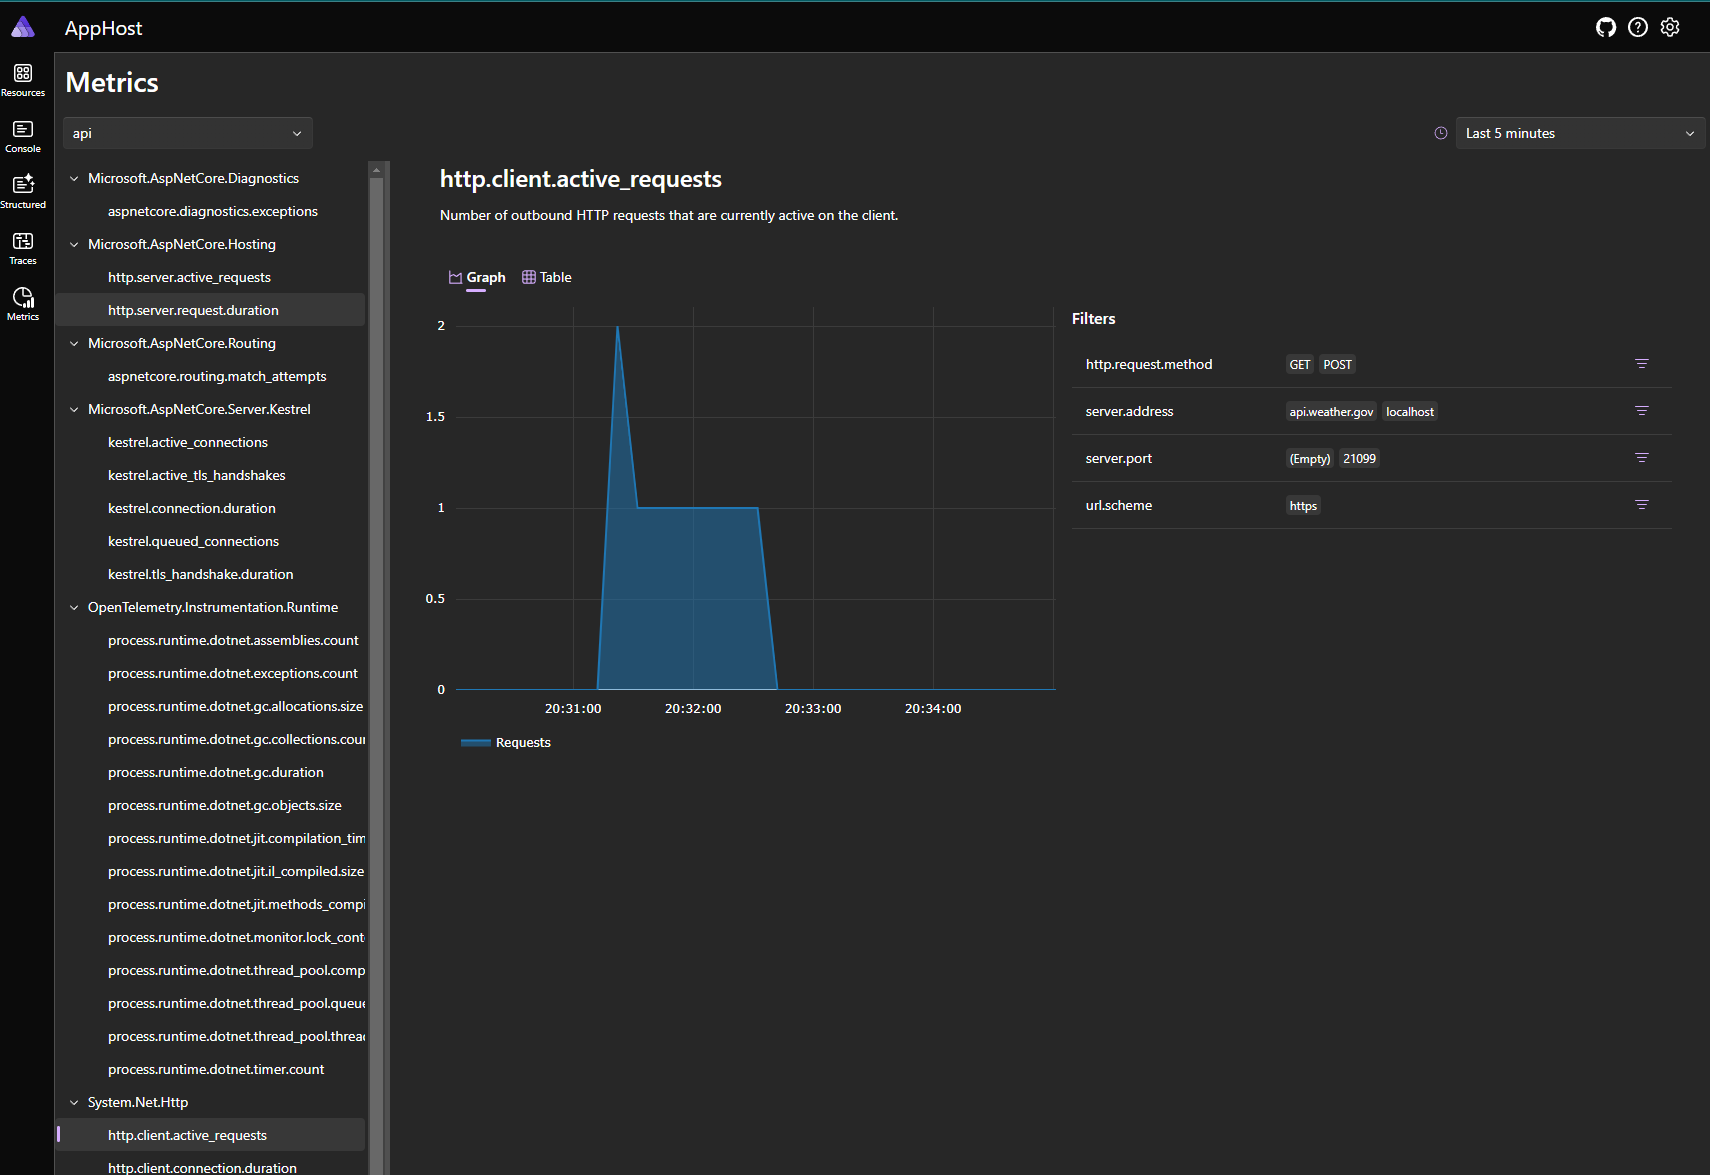 AppHost
Resources
Console
Structured
Traces
Metrics
Metrics
api
Last 5 minutes
Microsoft.AspNetCore.Diagnostics
aspnetcore.diagnostics.exceptions
Microsoft.AspNetCore.Hosting
http.server.active_requests
http.server.request.duration
Microsoft.AspNetCore.Routing
aspnetcore.routing.match_attempts
Microsoft.AspNetCore.Server.Kestrel
kestrel.active_connections
kestrel.active_tls_handshakes
kestrel.connection.duration
kestrel.queued_connections
kestrel.tls_handshake.duration
OpenTelemetry.Instrumentation.Runtime
process.runtime.dotnet.assemblies.count
process.runtime.dotnet.exceptions.count
process.runtime.dotnet.gc.allocations.size
process.runtime.dotnet.gc.collections.cour
process.runtime.dotnet.gc.duration
process.runtime.dotnet.gc.objects.size
process.runtime.dotnet.jit.compilation_tim
process.runtime.dotnet.jit.il_compiled.size
process.runtime.dotnet.jit.methods_compi
process.runtime.dotnet.monitor.lock_cont
process.runtime.dotnet.thread_pool.comp
process.runtime.dotnet.thread_pool.queue
process.runtime.dotnet.thread_pool.threa
process.runtime.dotnet.timer.count
System.Net.Http
http.client.active_requests
http.client.connection.duration
http.client.active_requests
Number of outbound HTTP requests that are currently active on the client.
Graph
Table
2
1.5
1
0.5
0
20:31:00 20:32:00 20:33:00 20:34:00
Requests
Filters
http.request.method GET POST
server.address api.weather.gov localhost
server.port (Empty) 21099
url.scheme https